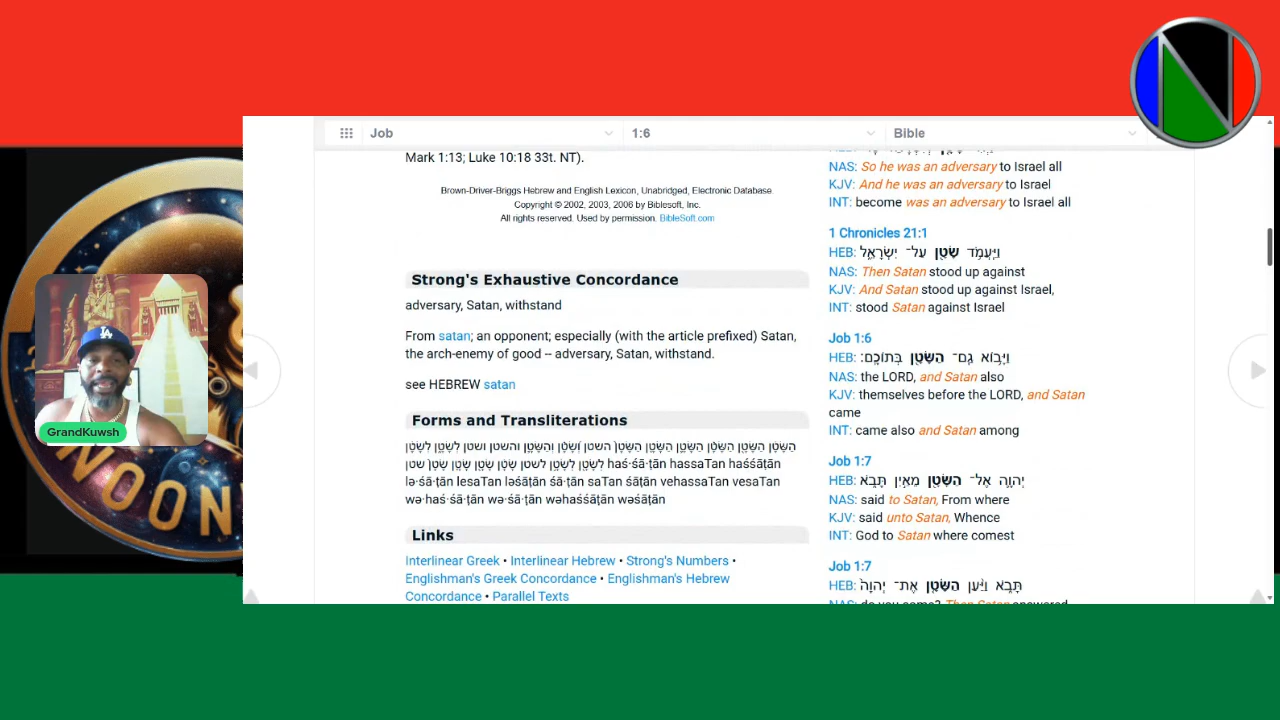 Job
1:6
Bible
Mark 1:13; Luke 10:18 33t. NT).
Brown-Driver-Briggs Hebrew and English Lexicon, Unabridged, Electronic Database.
Copyright © 2002, 2003, 2006 by Biblesoft, Inc.
All rights reserved. Used by permission. BibleSoft.com
Strong's Exhaustive Concordance
adversary, Satan, withstand
From satan; an opponent; especially (with the article prefixed) Satan,
the arch-enemy of good -- adversary, Satan, withstand.
see HEBREW satan
Forms and Transliterations
הַשָּׂטָ֑ן הַשָּׂטָ֔ן הַשָּׂטָ֖ן הַשָּׂטָ֗ן הַשָּׂטָן֙ השטן וְהַשָּׂטָ֛ן והשטן ושטן לְשָׂטָ֑ן לְשָׂטָ֣ן
לְשָׂטָ֥ן לשטן שָׂטָ֣ן שָׂטָ֥ן שָׂטָן֙ שטן haś·śā·ṭān hassaTan haśśāṭān
lə·śā·ṭān lesaTan ləśāṭān śā·ṭān saTan śāṭān vehassaTan vesaTan
wə·haś·śā·ṭān wə·śā·ṭān wəhaśśāṭān wəśāṭān
Links
Interlinear Greek • Interlinear Hebrew • Strong's Numbers •
Englishman's Greek Concordance • Englishman's Hebrew
Concordance • Parallel Texts
NAS: So he was an adversary to Israel all
KJV: And he was an adversary to Israel
INT: become was an adversary to Israel all
1 Chronicles 21:1
HEB: וַיַּֽעֲמֹ֥ד שָׂטָ֖ן עַל־ יִשְׂרָאֵ֑ל
NAS: Then Satan stood up against
KJV: And Satan stood up against Israel,
INT: stood Satan against Israel
Job 1:6
HEB: וַיָּב֥וֹא גַֽם־ הַשָּׂטָ֖ן בְּתוֹכָֽם׃
NAS: the LORD, and Satan also
KJV: themselves before the LORD, and Satan
came
INT: came also and Satan among
Job 1:7
HEB: יְהוָ֛ה אֶל־ הַשָּׂטָ֖ן מֵאַ֣יִן תָּבֹ֑א
NAS: said to Satan, From where
KJV: said unto Satan, Whence
INT: God to Satan where comest
Job 1:7
HEB: תָּבֹ֑א וַיַּ֨עַן הַשָּׂטָ֤ן אֶת־ יְהוָה֙
GrandKuwsh
NOON
N